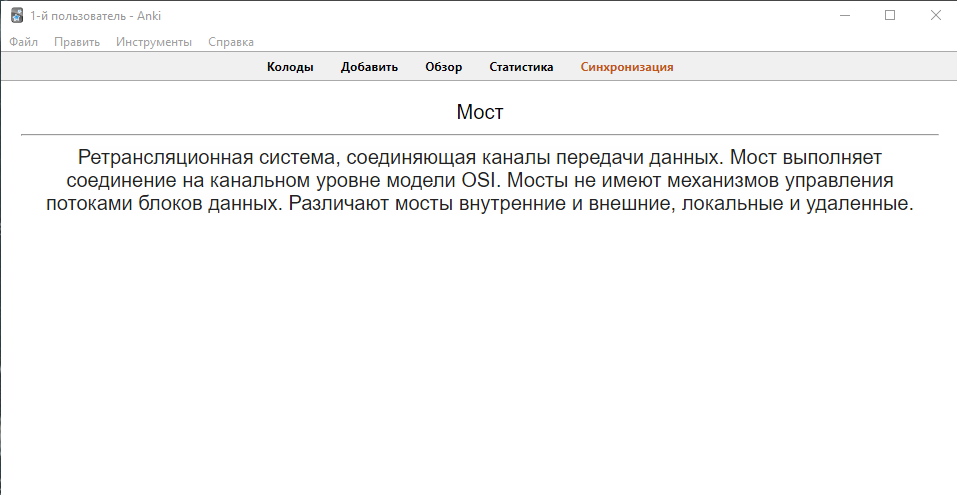 1-й пользователь - Anki
Файл Править Инструменты Справка
Колоды Добавить Обзор Статистика Синхронизация
Мост
Ретрансляционная система, соединяющая каналы передачи данных. Мост выполняет
соединение на канальном уровне модели OSI. Мосты не имеют механизмов управления
потоками блоков данных. Различают мосты внутренние и внешние, локальные и удаленные.